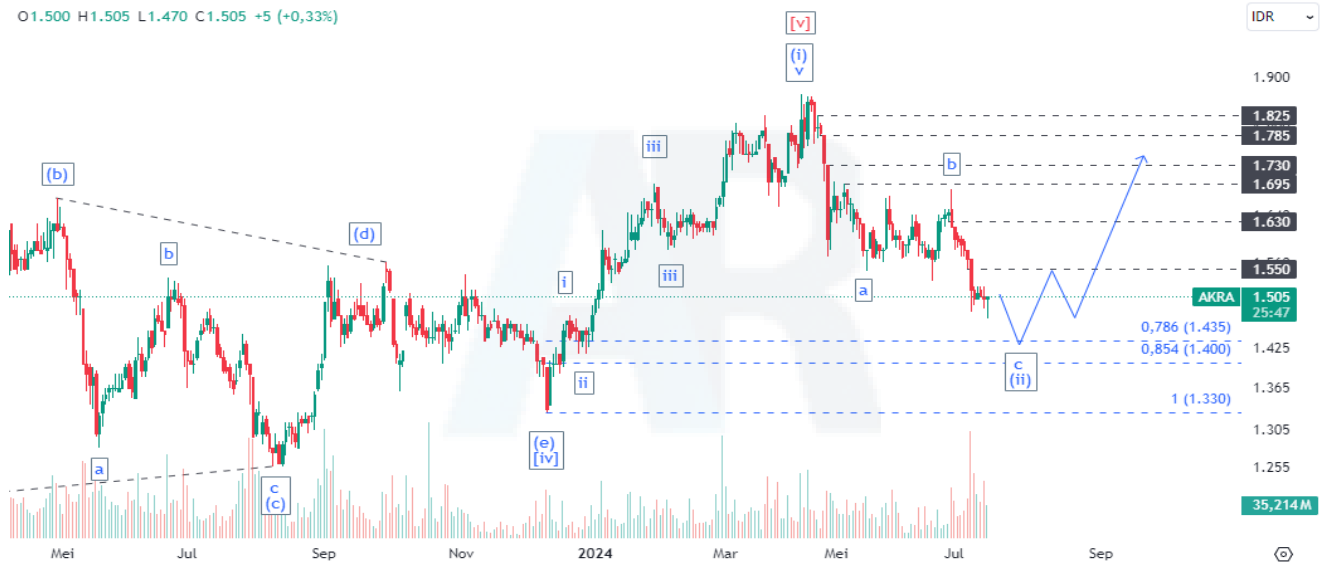 O1.500 H1.505 L1.470 C1.505 +5 (+0,33%)
IDR
[v]
(i)
v
1.900
1.825
1.785
1.730
1.695
1.630
1.550
AKRA 1.505
25:47
0,786 (1.435)
0,854 (1.400)
1.425
1.365
1 (1.330)
1.305
1.255
35,214M
(b)
b
(d)
a
c
(c)
i
ii
iii
iii
(e)
[iv]
a
b
c
(ii)
AR
Mei Jul Sep Nov 2024 Mar Mei Jul Sep